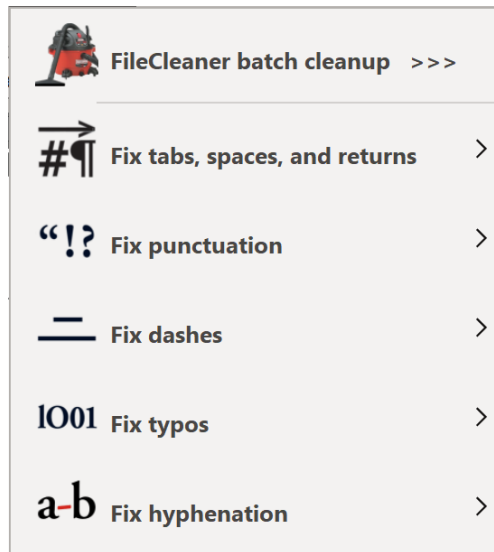 FileCleaner batch cleanup >>>
#¶ Fix tabs, spaces, and returns
“!? Fix punctuation
Fix dashes
lO01 Fix typos
a-b Fix hyphenation